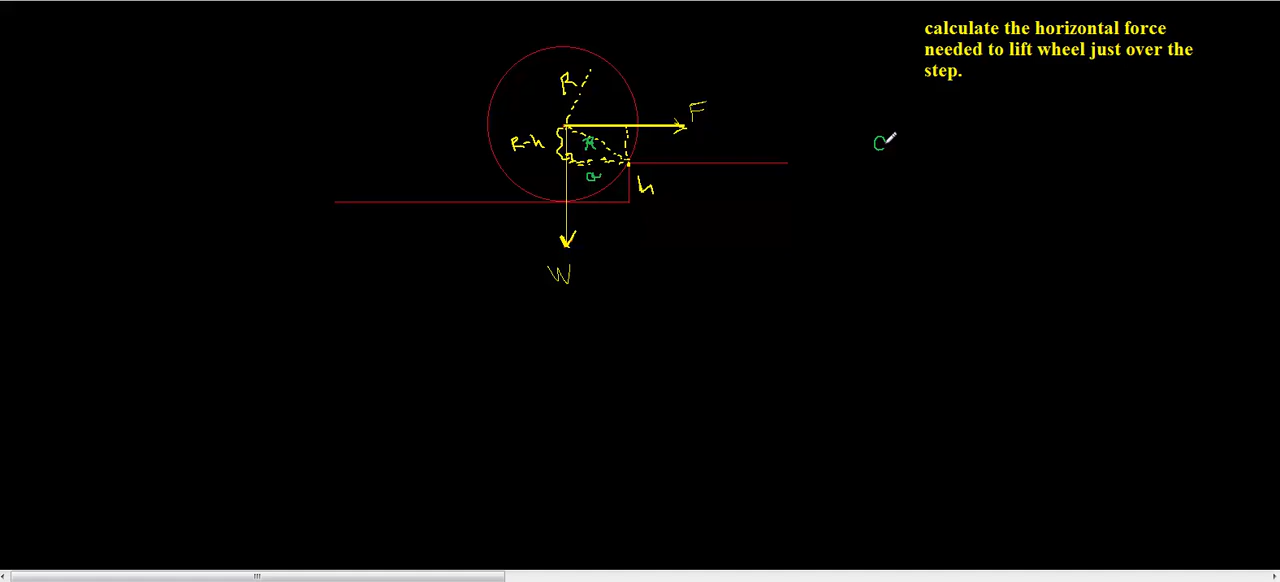 calculate the horizontal force
needed to lift wheel just over the
step.
R
F
R-h
R
a
h
W